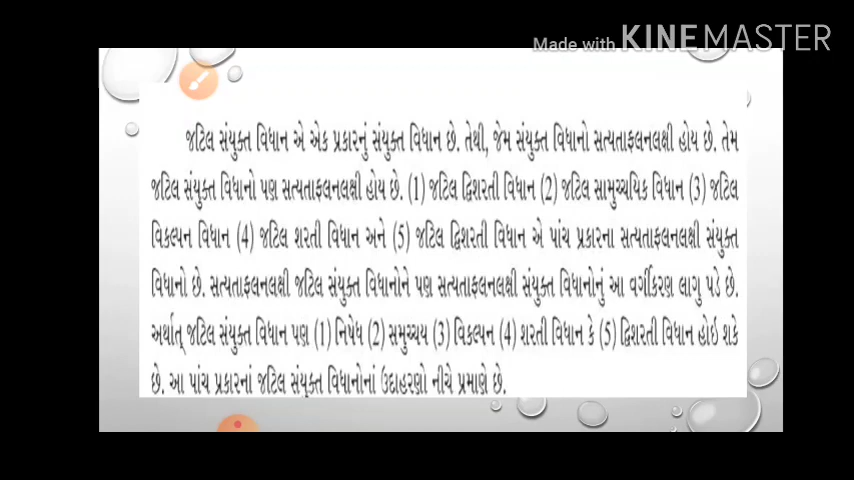 Made with KINEMASTER
જટિલ સંયુક્ત વિધાન એ એક પ્રકારનું સંયુક્ત વિધાન છે. તેથી, જેમ સંયુક્ત વિધાનો સત્યતાફલનલક્ષી હોય છે. તેમ
જટિલ સંયુક્ત વિધાનો પણ સત્યતાફલનલક્ષી હોય છે. (1) જટિલ દ્વિશરતી વિધાન (2) જટિલ સામુચ્ચયિક વિધાન (3) જટિલ
વિકલ્પન વિધાન (4) જટિલ શરતી વિધાન અને (5) જટિલ દ્વિશરતી વિધાન એ પાંચ પ્રકારના સત્યતાફલનલક્ષી સંયુક્ત
વિધાનો છે. સત્યતાફલનલક્ષી જટિલ સંયુક્ત વિધાનોને પણ સત્યતાફલનલક્ષી સંયુક્ત વિધાનોનું આ વર્ગીકરણ લાગુ પડે છે.
અર્થાત્ જટિલ સંયુક્ત વિધાન પણ (1) નિષેધ (2) સમુચ્ચય (3) વિકલ્પન (4) શરતી વિધાન કે (5) દ્વિશરતી વિધાન હોઇ શકે
છે. આ પાંચ પ્રકારનાં જટિલ સંયુક્ત વિધાનોનાં ઉદાહરણો નીચે પ્રમાણે છે.